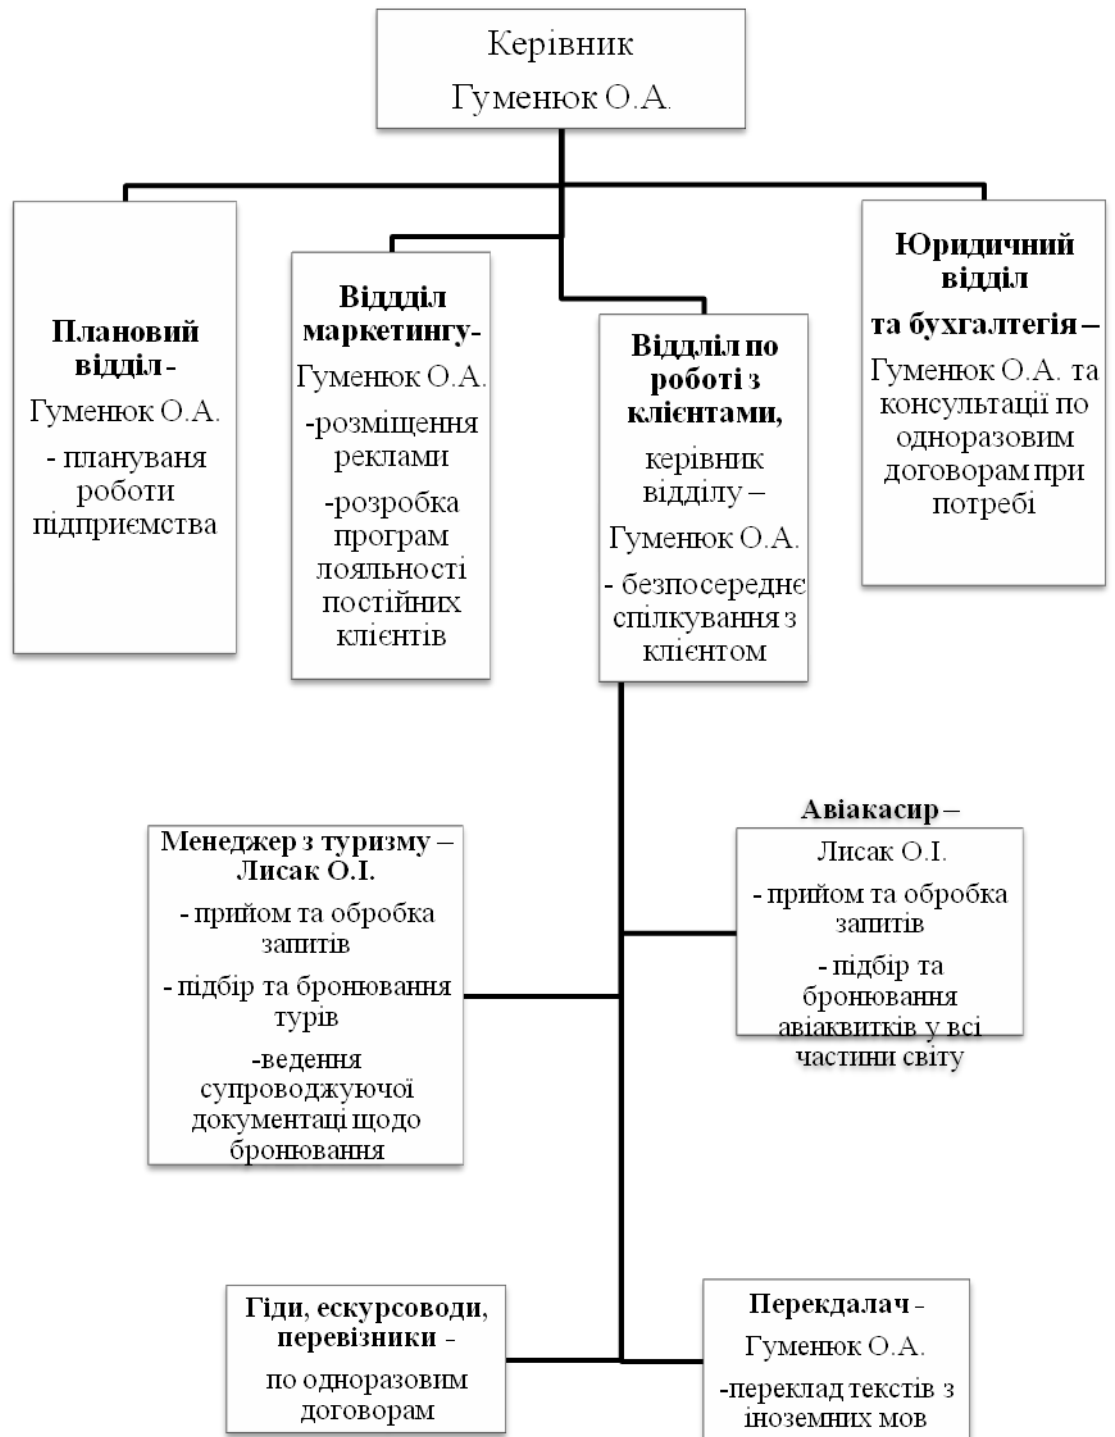 Керівник
Гуменюк О.А.
Плановий
відділ -
Гуменюк О.А.
- плануваня
роботи
підприємства
Віддділ
маркетингу-
Гуменюк О.А.
-розміщення
реклами
-розробка
програм
лояльності
постійних
клієнтів
Віддліл по
роботі з
клієнтами,
керівник
відділу –
Гуменюк О.А.
- безпосереднє
спілкування з
клієнтом
Юридичний
відділ
та бухгалтегія –
Гуменюк О.А. та
консультації по
одноразовим
договорам при
потребі
Менеджер з туризму –
Лисак О.І.
- прийом та обробка
запитів
- підбір та бронювання
турів
-ведення
супроводжуючої
документаці щодо
бронювання
Авіакасир –
Лисак О.І.
- прийом та обробка
запитів
- підбір та
бронювання
авіаквитків у всі
частини світу
Гіди, ескурсоводи,
перевізники -
по одноразовим
договорам
Перекдалач -
Гуменюк О.А.
-переклад текстів з
іноземних мов